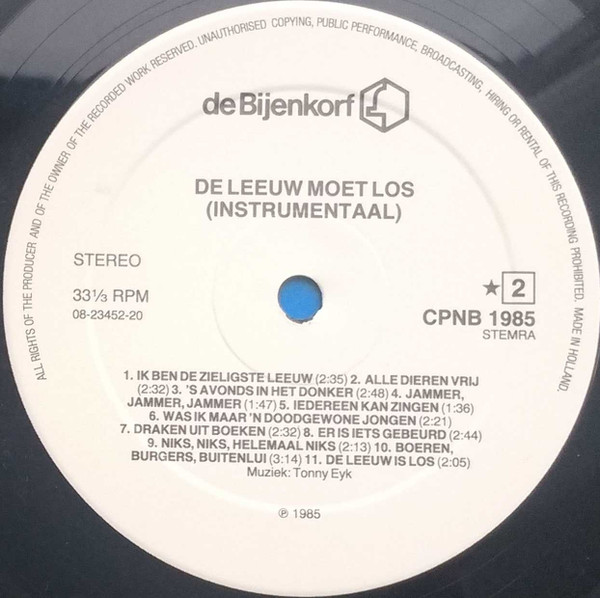 ALL RIGHTS OF THE PRODUCER AND OF THE OWNER OF THE RECORDED WORK RESERVED. UNAUTHORISED COPYING, PUBLIC PERFORMANCE, BROADCASTING, HIRING OR RENTAL OF THIS RECORDING PROHIBITED. MADE IN HOLLAND.
de Bijenkorf
DE LEEUW MOET LOS
(INSTRUMENTAAL)
STEREO
33⅓ RPM
08-23452-20
★ 2
CPNB 1985
STEMRA
1. IK BEN DE ZIELIGSTE LEEUW (2:35) 2. ALLE DIEREN VRIJ
(2:32) 3. 'S AVONDS IN HET DONKER (2:48) 4. JAMMER,
JAMMER, JAMMER (1:47) 5. IEDEREEN KAN ZINGEN (1:36)
6. WAS IK MAAR 'N DOODGEWONE JONGEN (2:21)
7. DRAKEN UIT BOEKEN (2:32) 8. ER IS IETS GEBEURD (2:44)
9. NIKS, NIKS, HELEMAAL NIKS (2:13) 10. BOEREN,
BURGERS, BUITENLUI (3:14) 11. DE LEEUW IS LOS (2:05)
Muziek: Tonny Eyk
℗ 1985